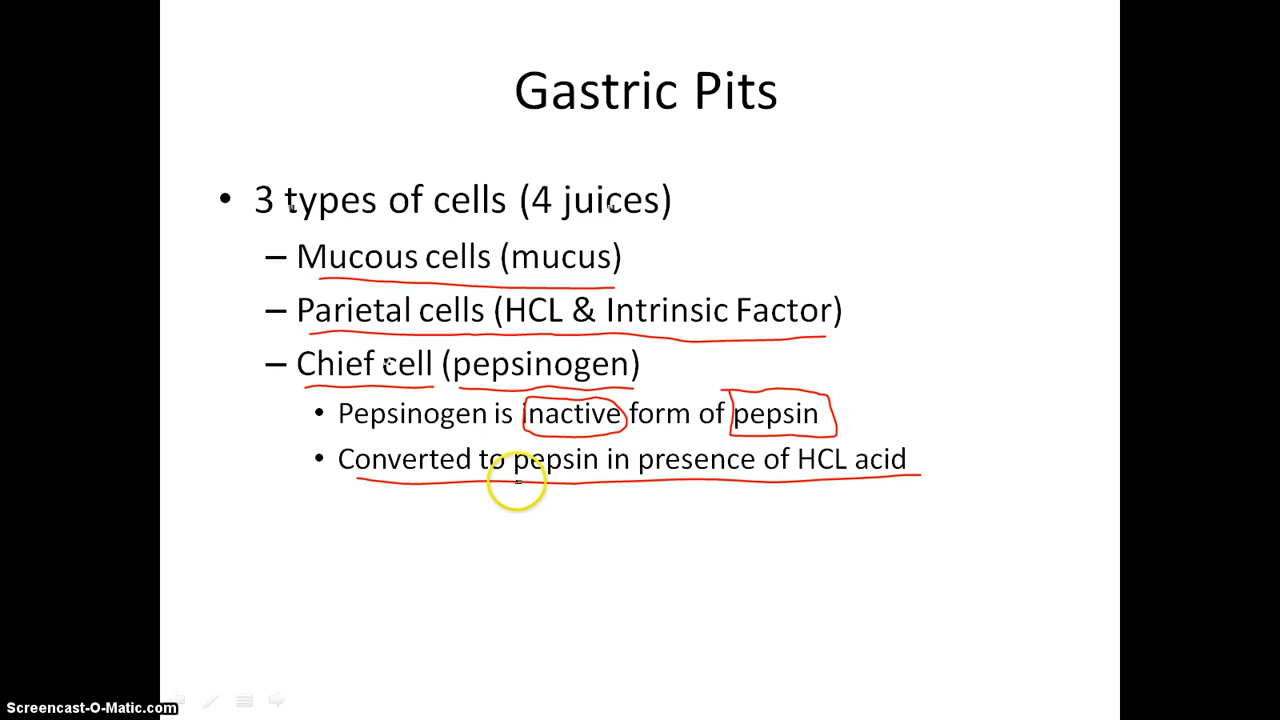 Gastric Pits
• 3 types of cells (4 juices)
– Mucous cells (mucus)
– Parietal cells (HCL & Intrinsic Factor)
– Chief cell (pepsinogen)
• Pepsinogen is inactive form of pepsin
• Converted to pepsin in presence of HCL acid
Screencast-O-Matic.com